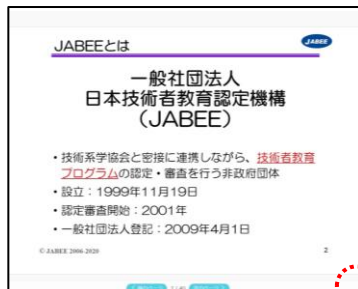 JABEEとは
JABEE
一般社団法人
日本技術者教育認定機構
（JABEE）
・技術系学協会と密接に連携しながら、技術者教育
プログラムの認定・審査を行う非政府団体
・設立：1999年11月19日
・認定審査開始：2001年
・一般社団法人登記：2009年4月1日
© JABEE 2006-2020
2